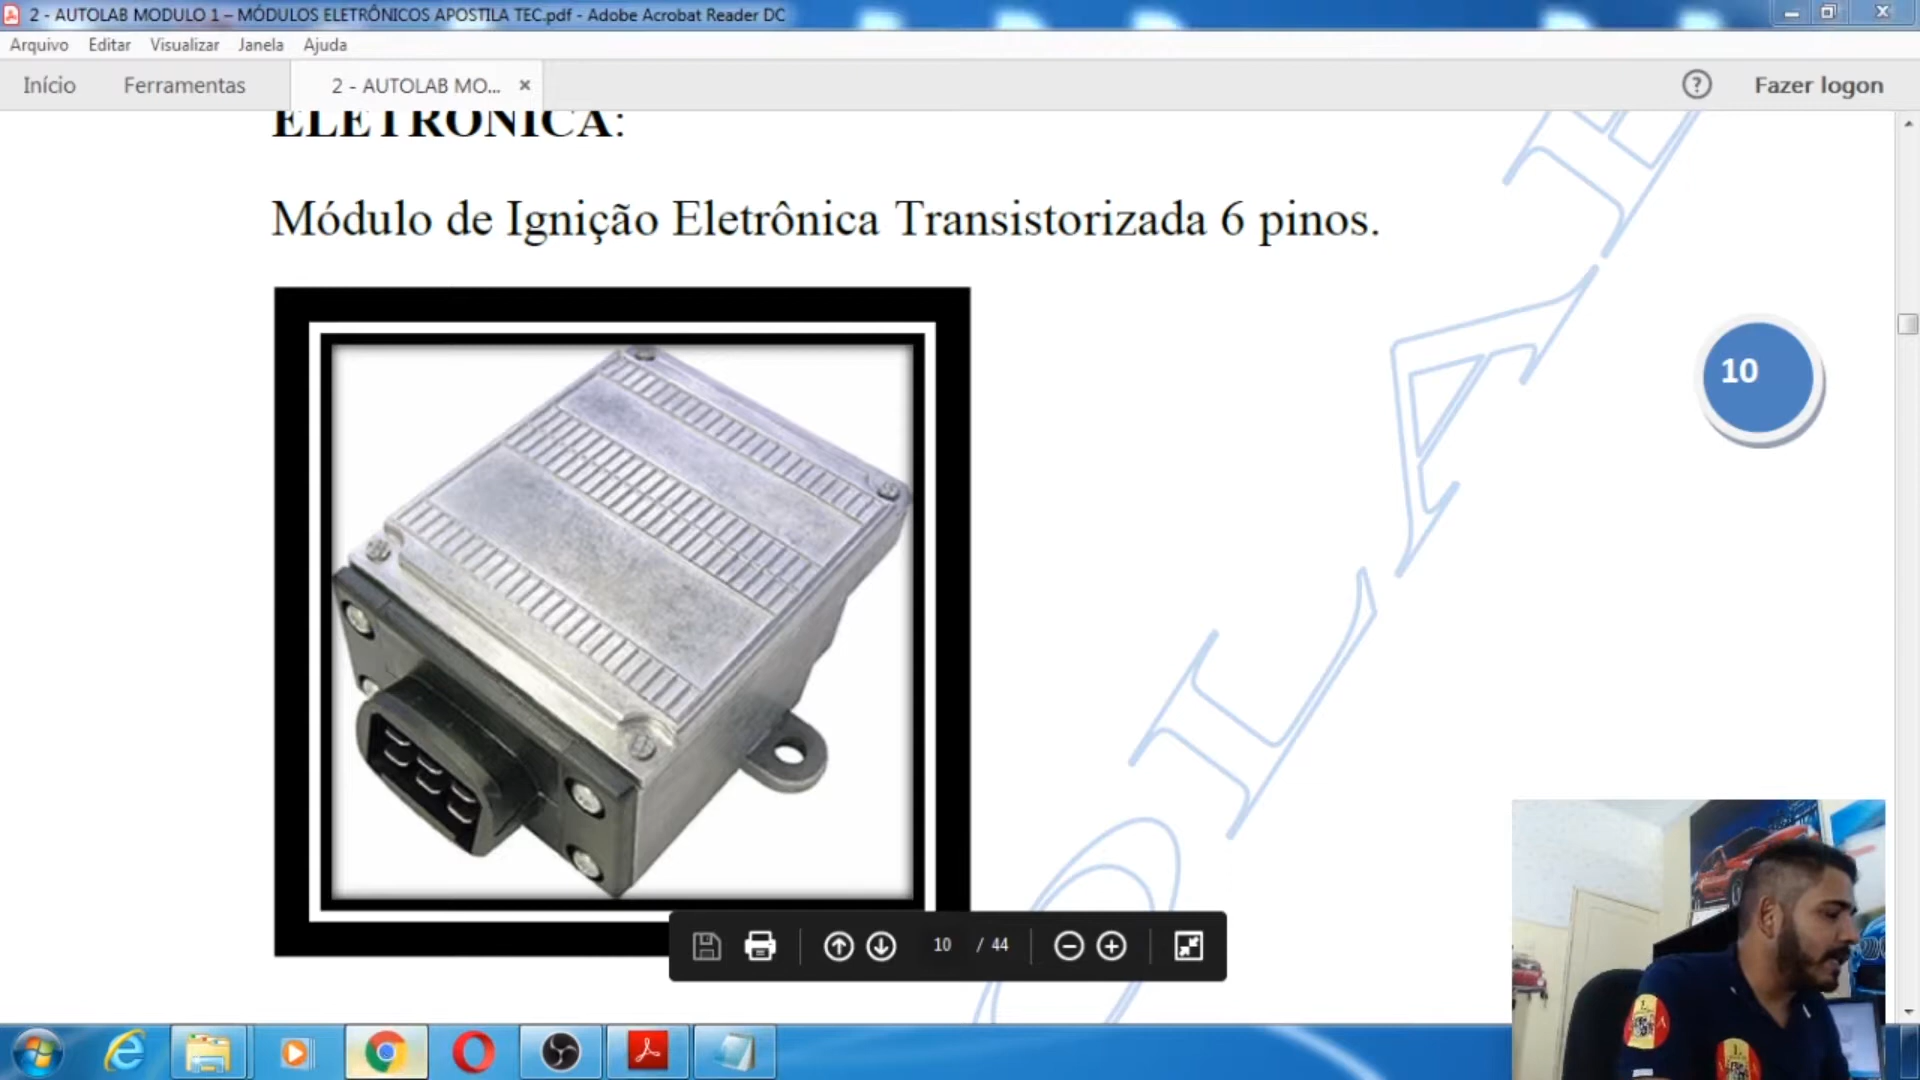 2 - AUTOLAB MODULO 1 – MÓDULOS ELETRÔNICOS APOSTILA TEC.pdf - Adobe Acrobat Reader DC
Arquivo Editar Visualizar Janela Ajuda
Início Ferramentas 2 - AUTOLAB MO... × ? Fazer logon
ELETRÔNICA:
Módulo de Ignição Eletrônica Transistorizada 6 pinos.
10
OLAB
10 / 44